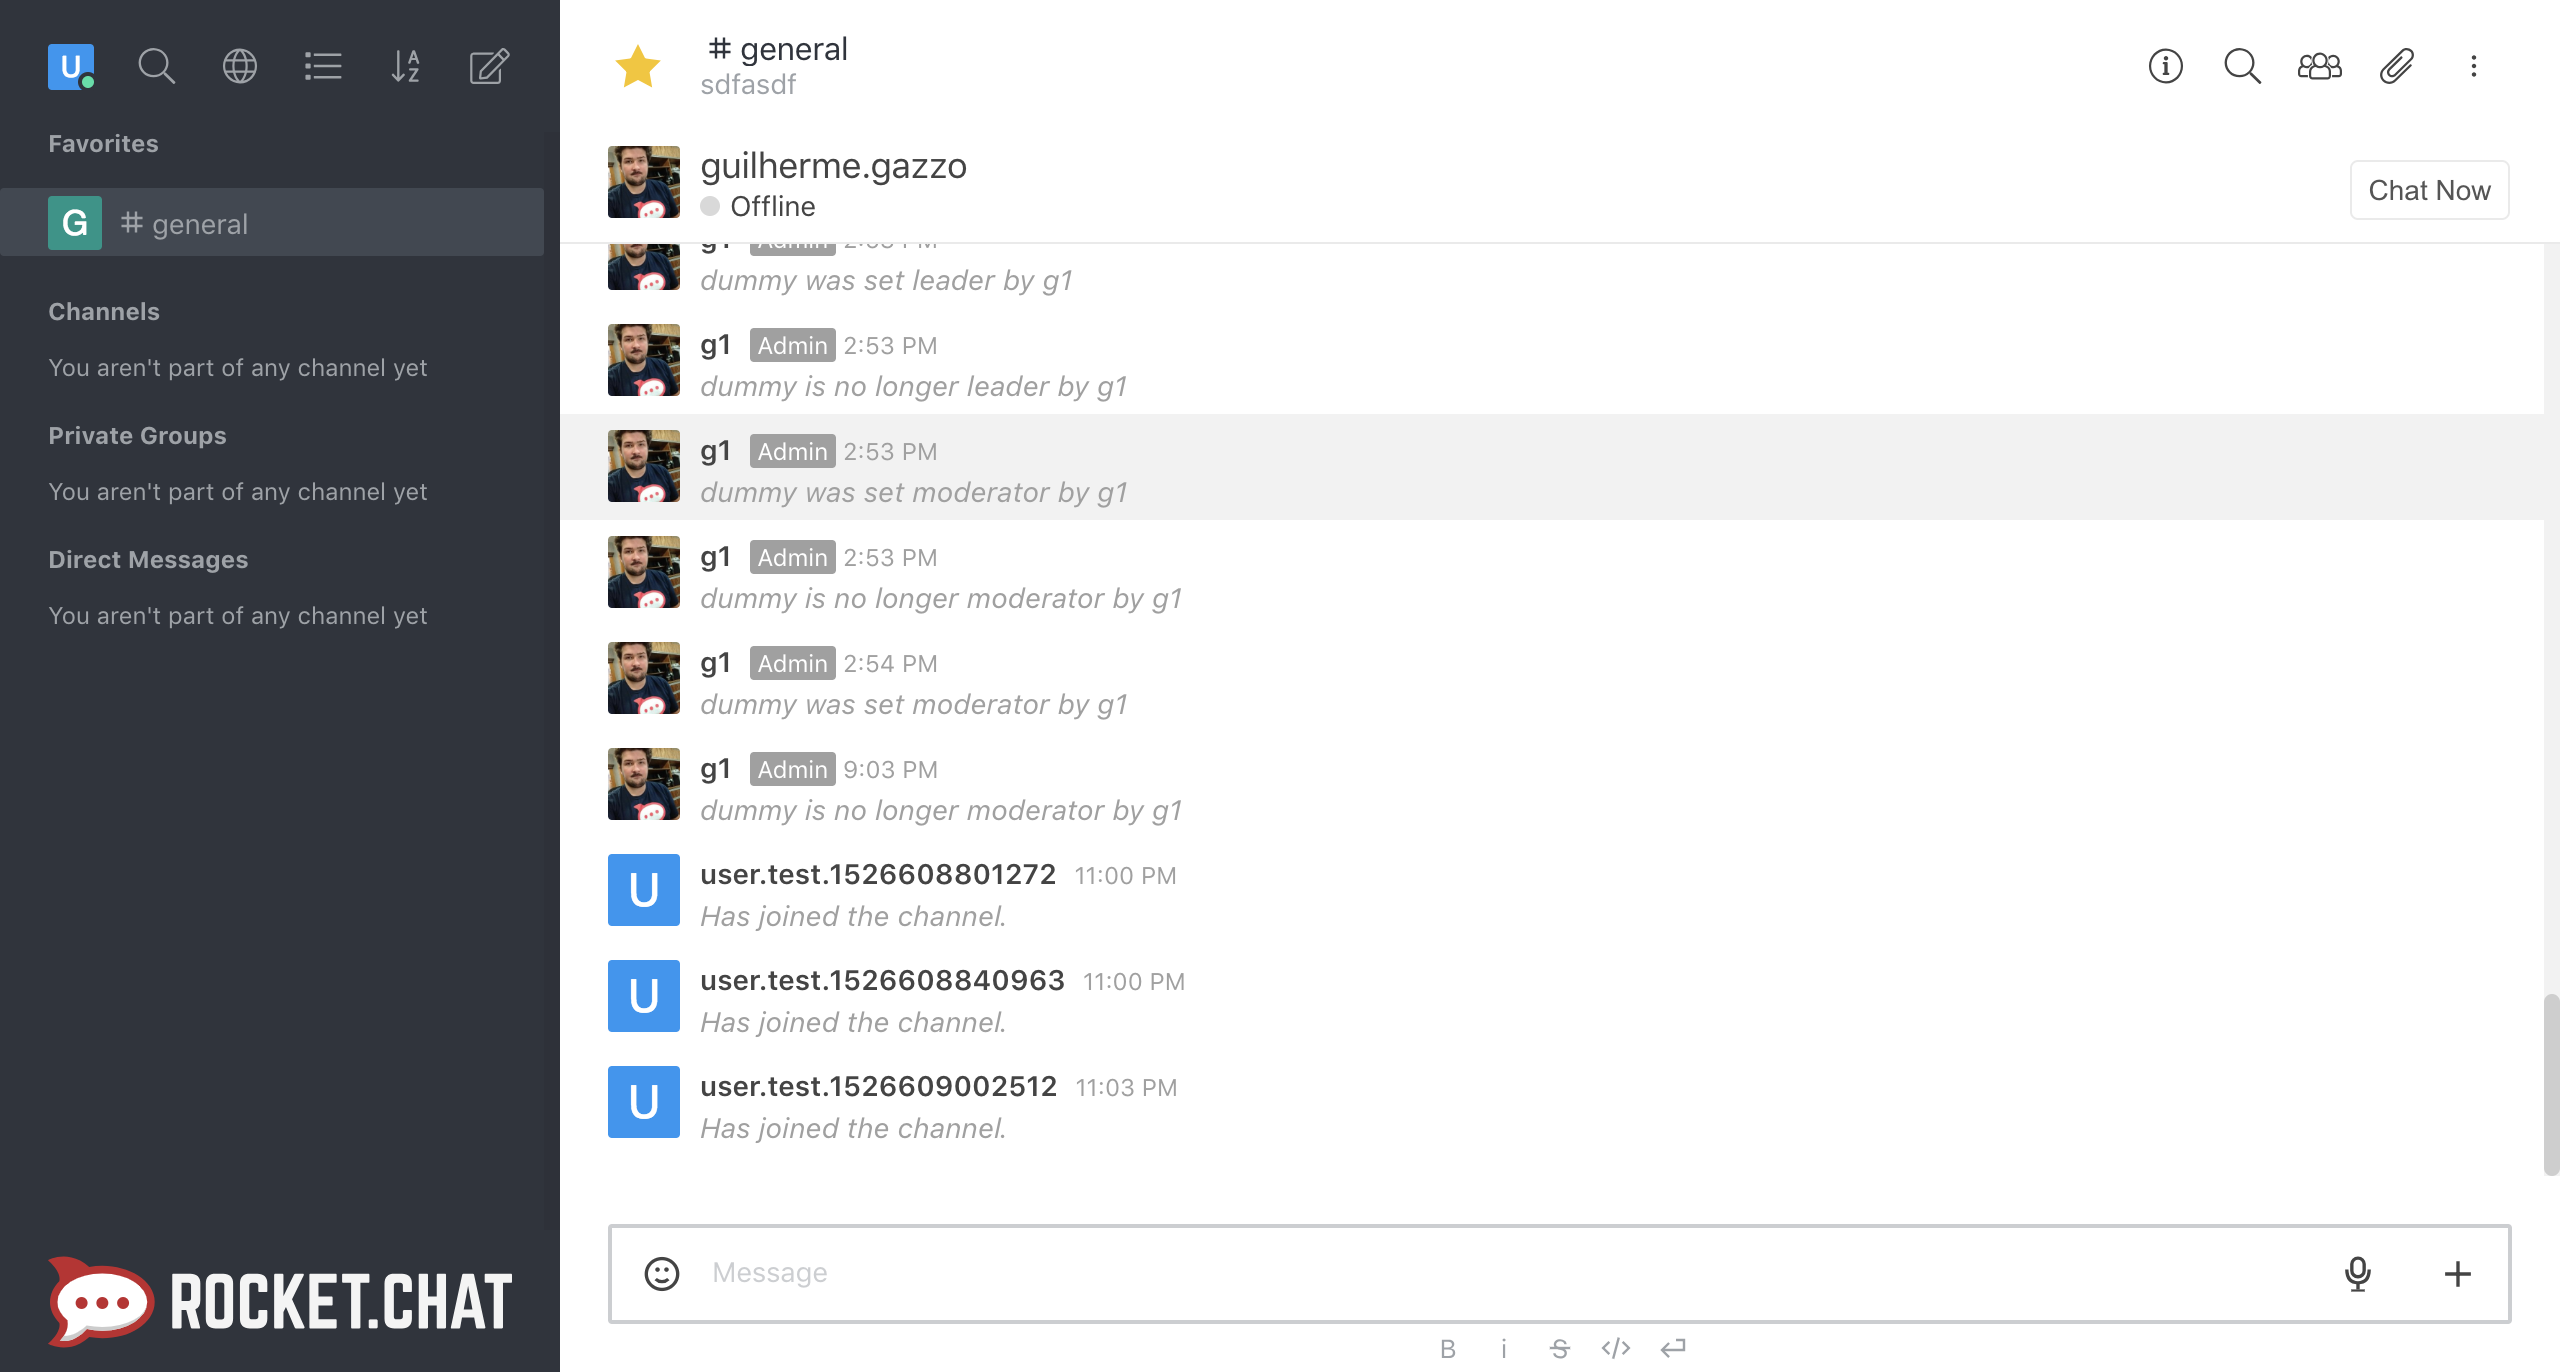 U
Favorites
G # general
Channels
You aren't part of any channel yet
Private Groups
You aren't part of any channel yet
Direct Messages
You aren't part of any channel yet
ROCKET.CHAT
# general
sdfasdf
guilherme.gazzo
Offline
Chat Now
g1 Admin 2:53 PM
dummy was set leader by g1
g1 Admin 2:53 PM
dummy is no longer leader by g1
g1 Admin 2:53 PM
dummy was set moderator by g1
g1 Admin 2:53 PM
dummy is no longer moderator by g1
g1 Admin 2:54 PM
dummy was set moderator by g1
g1 Admin 9:03 PM
dummy is no longer moderator by g1
U user.test.1526608801272 11:00 PM
Has joined the channel.
U user.test.1526608840963 11:00 PM
Has joined the channel.
U user.test.1526609002512 11:03 PM
Has joined the channel.
Message
B i S </>